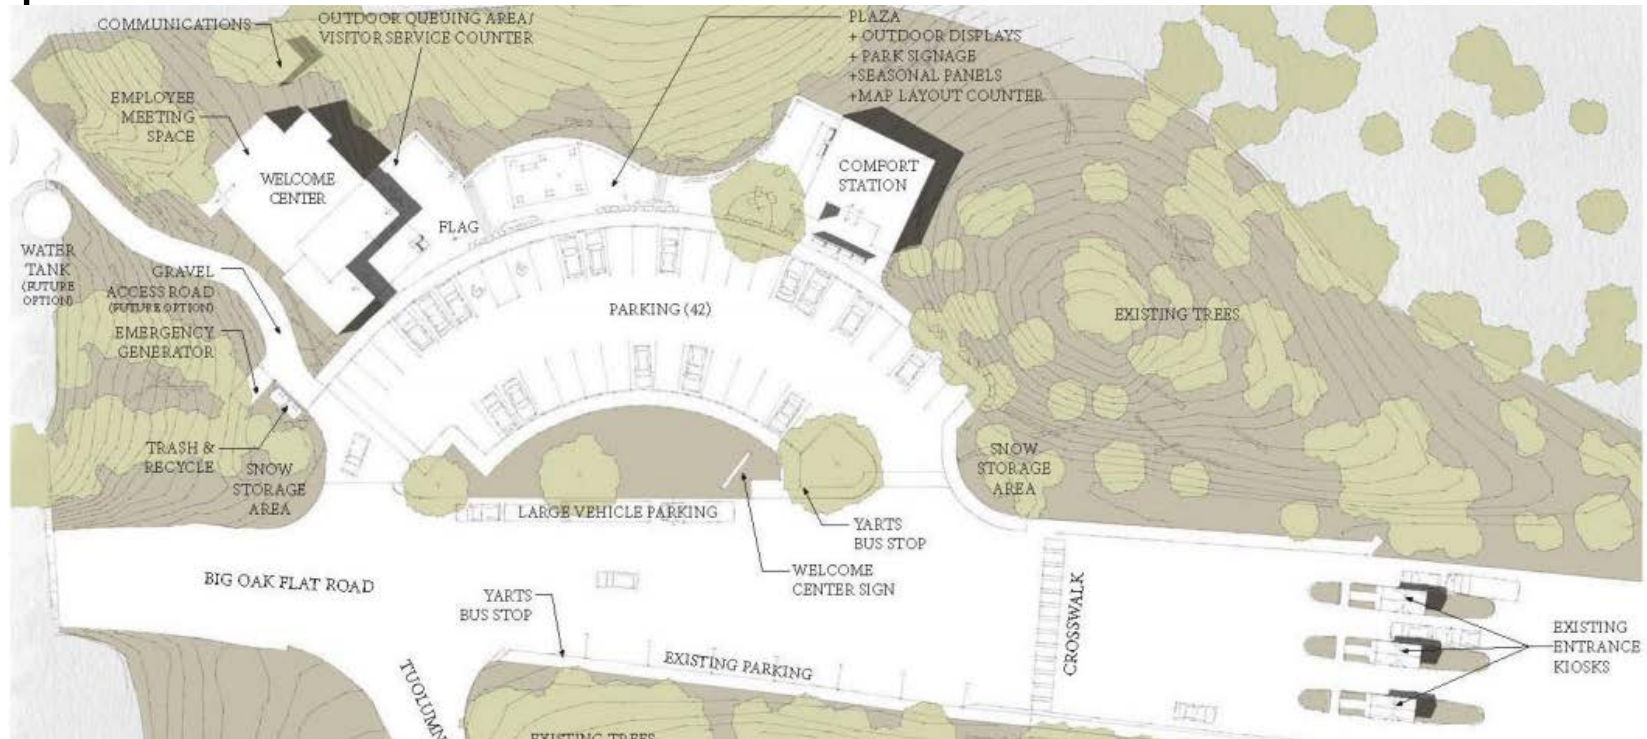 COMMUNICATIONS
OUTDOOR QUEUING AREA/
VISITOR SERVICE COUNTER
PLAZA
+ OUTDOOR DISPLAYS
+ PARK SIGNAGE
+SEASONAL PANELS
+MAP LAYOUT COUNTER
EMPLOYEE
MEETING
SPACE
WELCOME
CENTER
COMFORT
STATION
FLAG
WATER
TANK
(FUTURE
OPTION)
GRAVEL
ACCESS ROAD
(FUTURE OPTION)
EMERGENCY
GENERATOR
PARKING (42)
EXISTING TREES
TRASH &
RECYCLE
SNOW
STORAGE
AREA
SNOW
STORAGE
AREA
LARGE VEHICLE PARKING
YARTS
BUS STOP
WELCOME
CENTER SIGN
BIG OAK FLAT ROAD
YARTS
BUS STOP
CROSSWALK
EXISTING PARKING
EXISTING
ENTRANCE
KIOSKS
TUOLUMN
EXISTING TREES